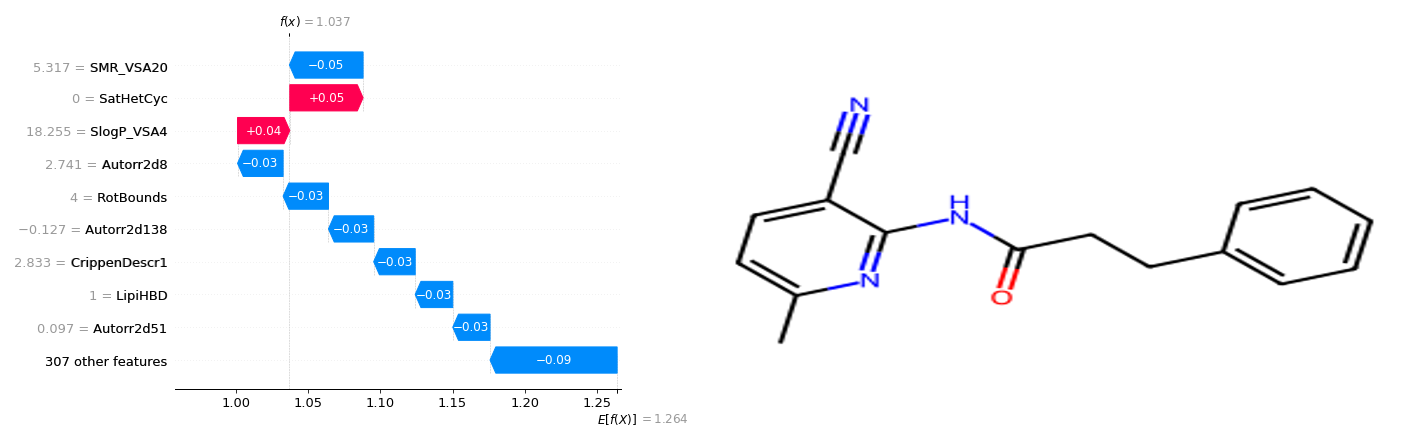 f(x) = 1.037
5.317 = SMR_VSA20
−0.05
0 = SatHetCyc
+0.05
18.255 = SlogP_VSA4
+0.04
2.741 = Autorr2d8
−0.03
4 = RotBounds
−0.03
−0.127 = Autorr2d138
−0.03
2.833 = CrippenDescr1
−0.03
1 = LipiHBD
−0.03
0.097 = Autorr2d51
−0.03
307 other features
−0.09
1.00 1.05 1.10 1.15 1.20 1.25
E[f(X)] = 1.264
N
H
N
N
O